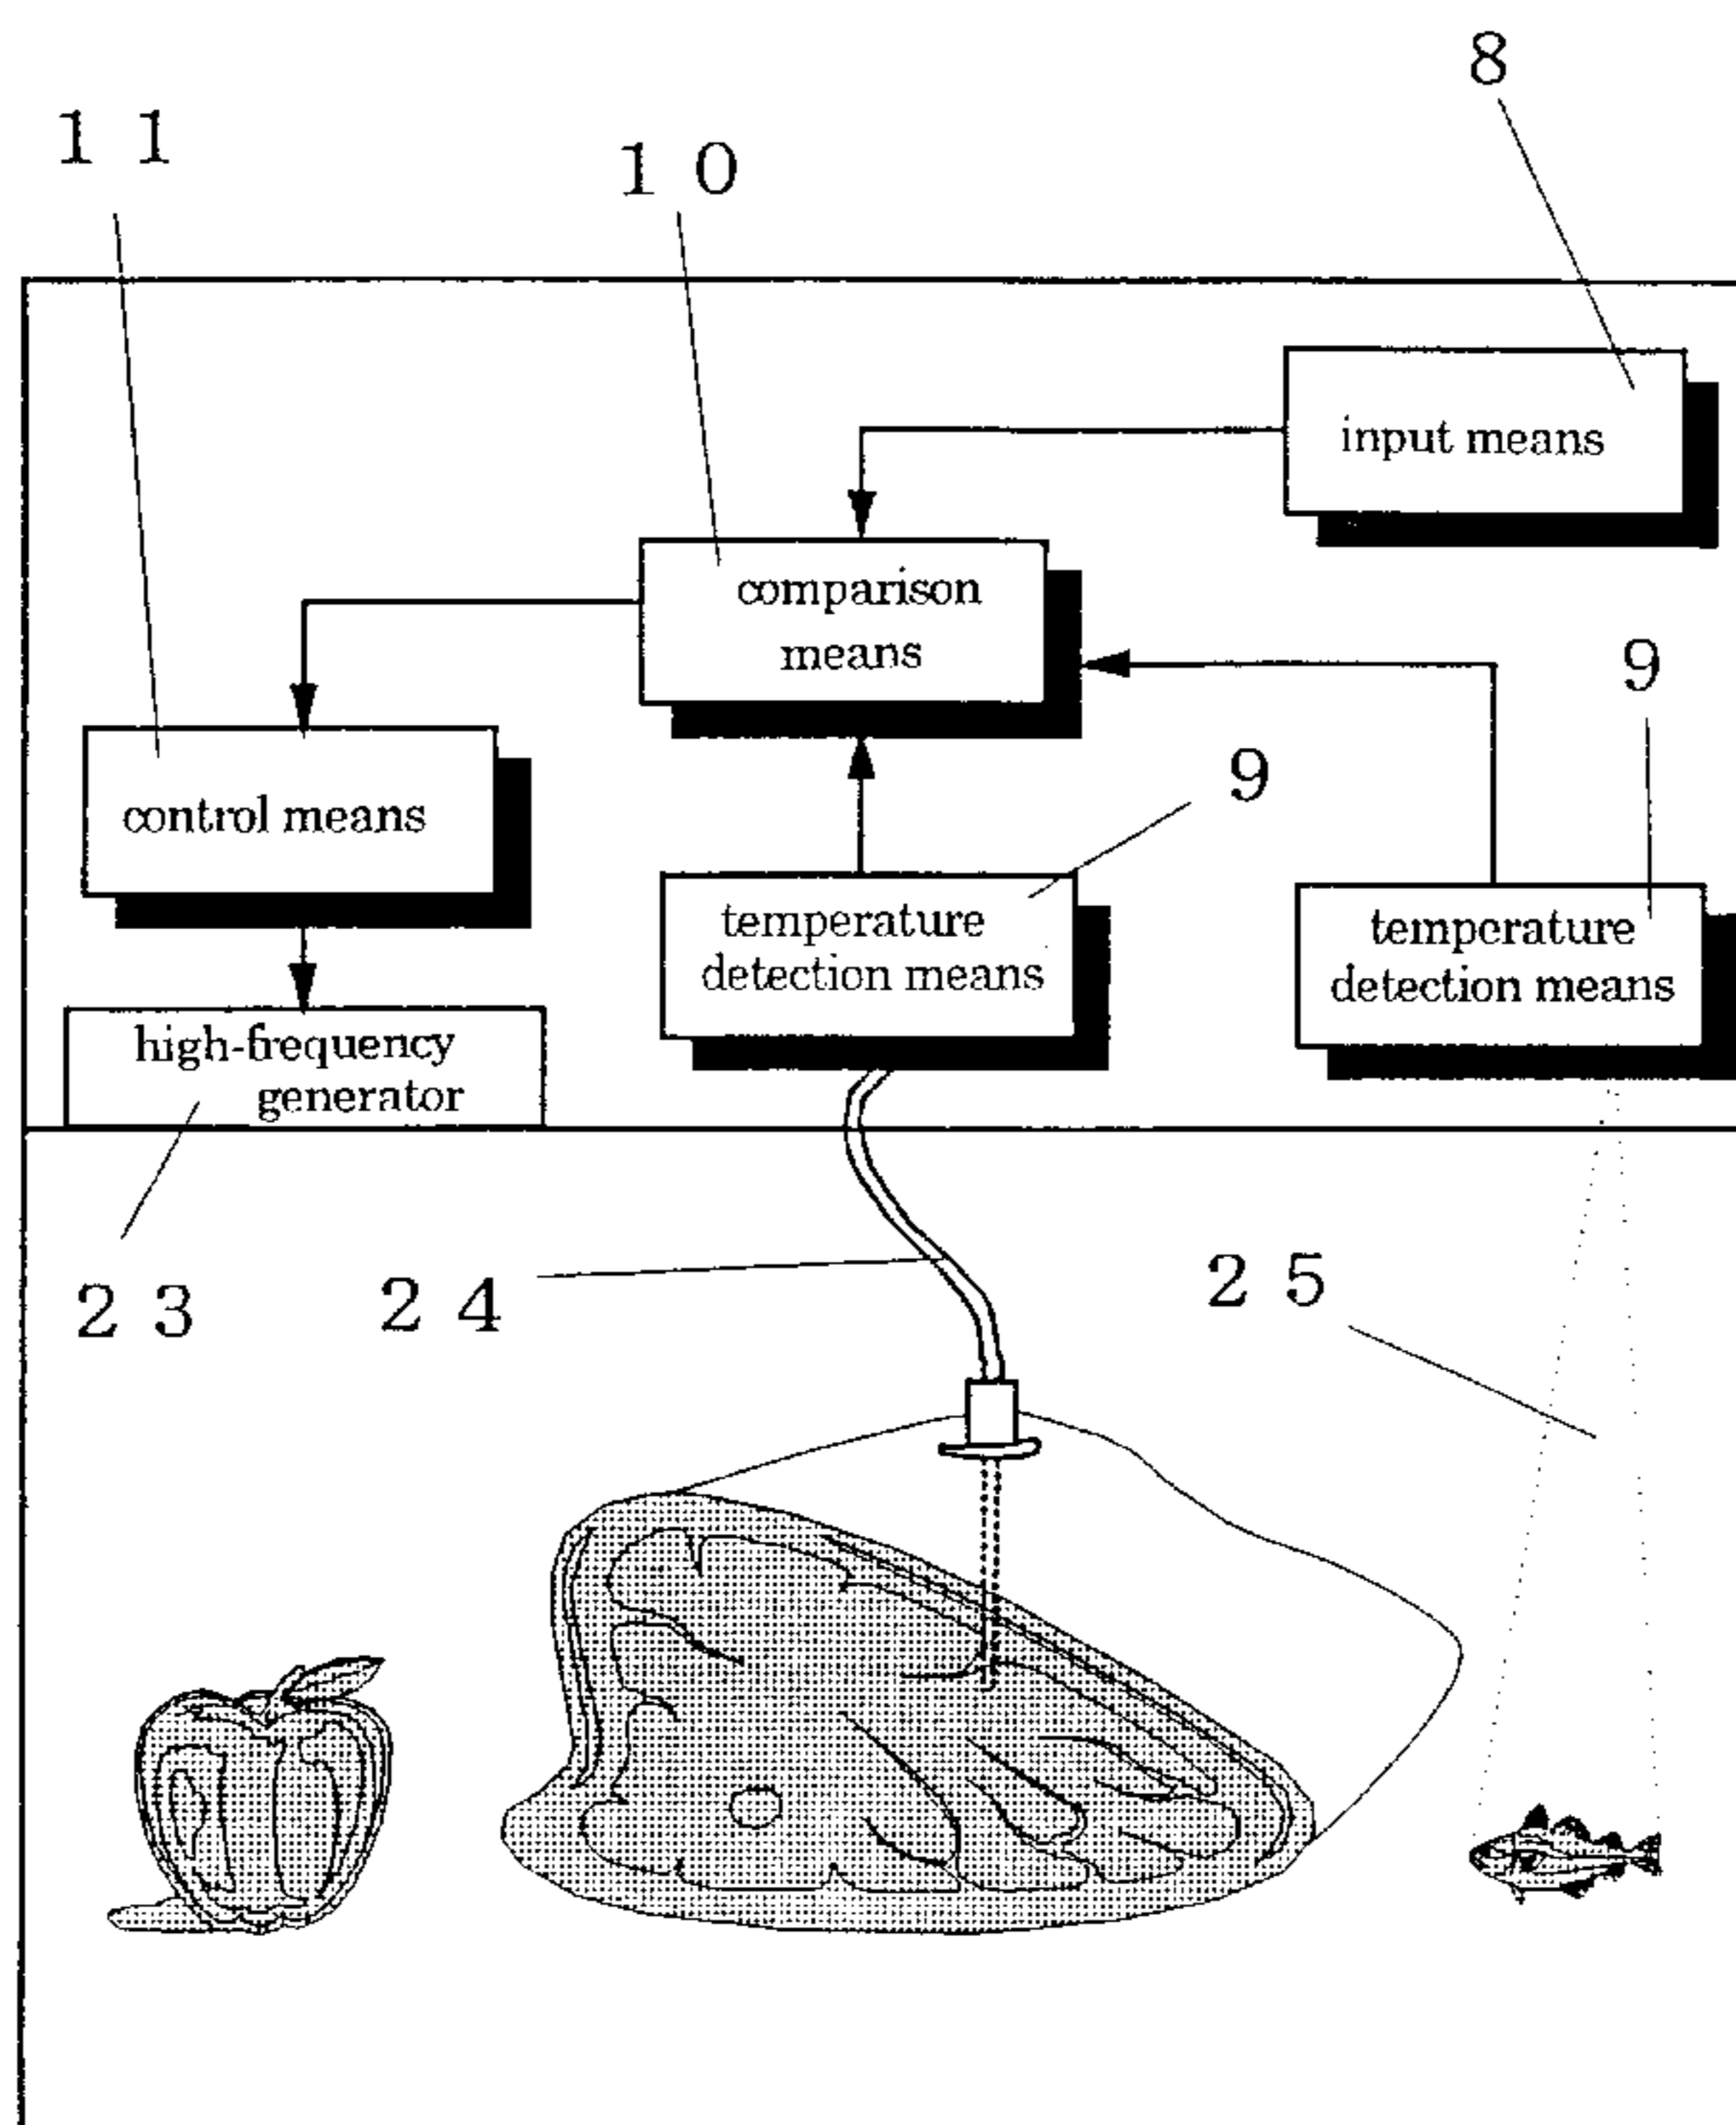 8
1 1
1 0
input means
comparison
means
9
9
control means
temperature
detection means
temperature
detection means
high-frequency
generator
2 3
2 4
2 5